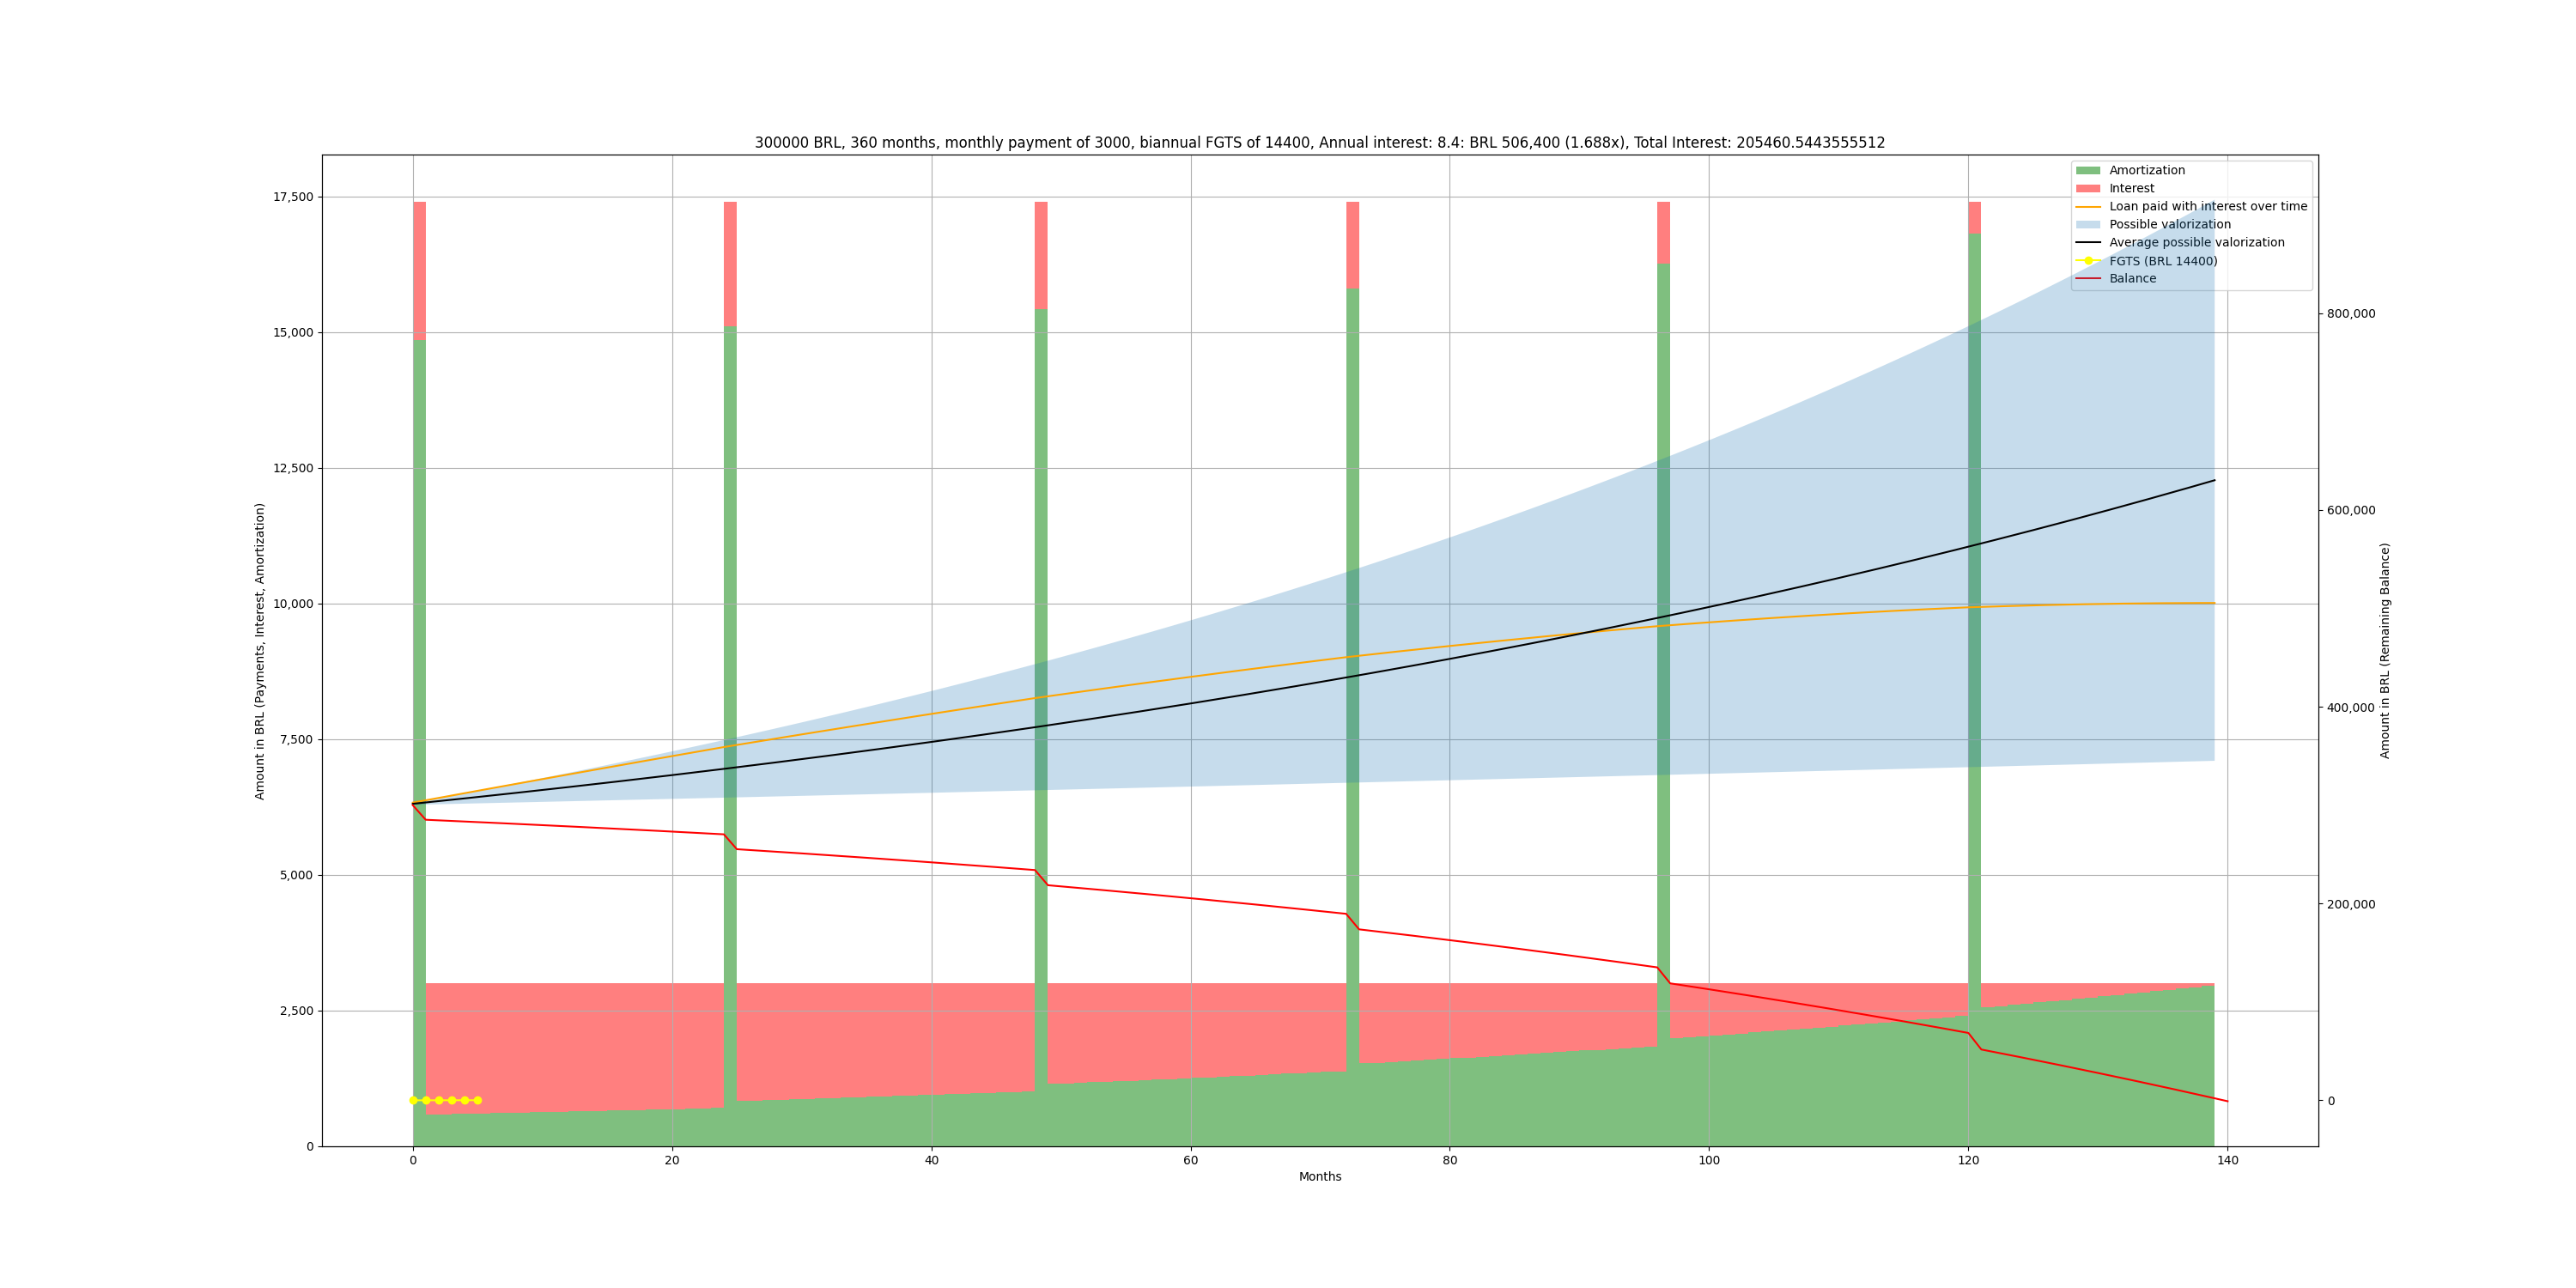 300000 BRL, 360 months, monthly payment of 3000, biannual FGTS of 14400, Annual interest: 8.4: BRL 506,400 (1.688x), Total Interest: 205460.5443555512
Amortization
Interest
Loan paid with interest over time
Possible valorization
Average possible valorization
FGTS (BRL 14400)
Balance
Amount in BRL (Payments, Interest, Amortization)
17,500
15,000
12,500
10,000
7,500
5,000
2,500
0
800,000
600,000
400,000
200,000
0
Amount in BRL (Remaining Balance)
0
20
40
60
80
100
120
140
Months